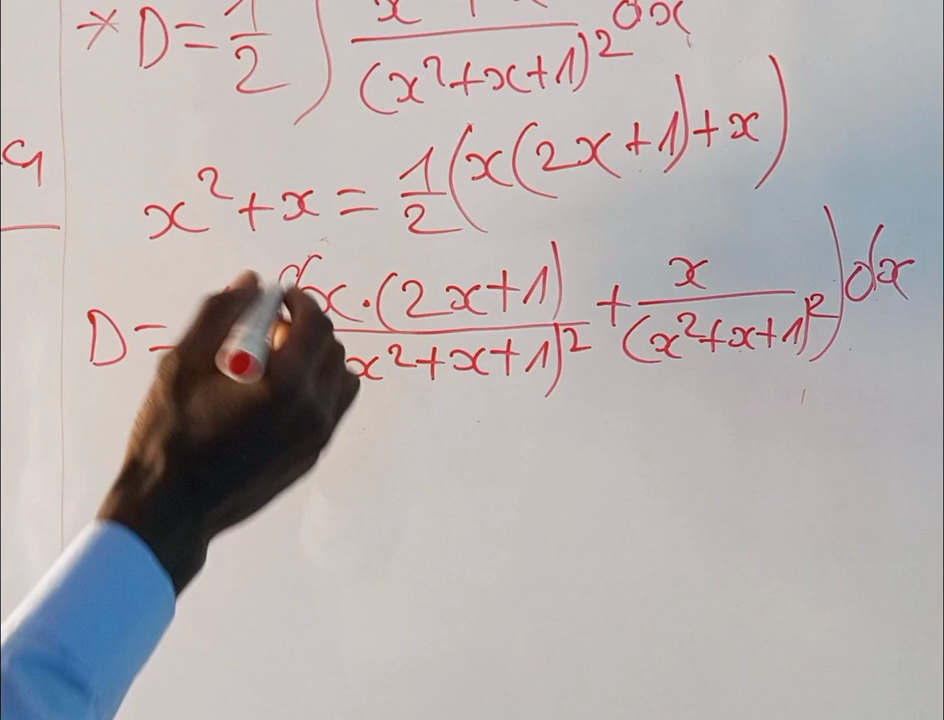 * D = 1/2 ∫ x + x/(x²+x+1)² dx
C₁
x² + x = 1/2 (x(2x+1)+x)
D = (x.(2x+1)/(x²+x+1)² + x/(x²+x+1)²) dx